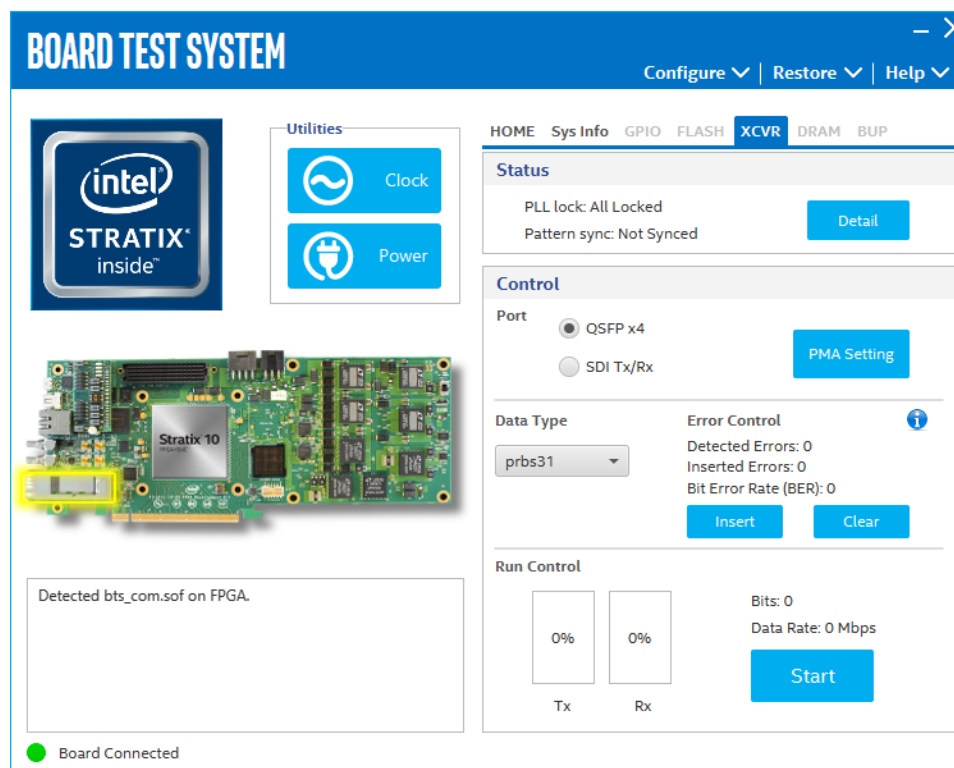 BOARD TEST SYSTEM
Configure | Restore | Help
intel
STRATIX
inside™
Utilities
Clock
Power
HOME Sys Info GPIO FLASH XCVR DRAM BUP
Status
PLL lock: All Locked
Pattern sync: Not Synced
Detail
Control
Port
QSFP x4
SDI Tx/Rx
PMA Setting
Stratix 10
Data Type
prbs31
Error Control
Detected Errors: 0
Inserted Errors: 0
Bit Error Rate (BER): 0
Insert
Clear
Run Control
0%
0%
Tx
Rx
Bits: 0
Data Rate: 0 Mbps
Start
Detected bts_com.sof on FPGA.
Board Connected